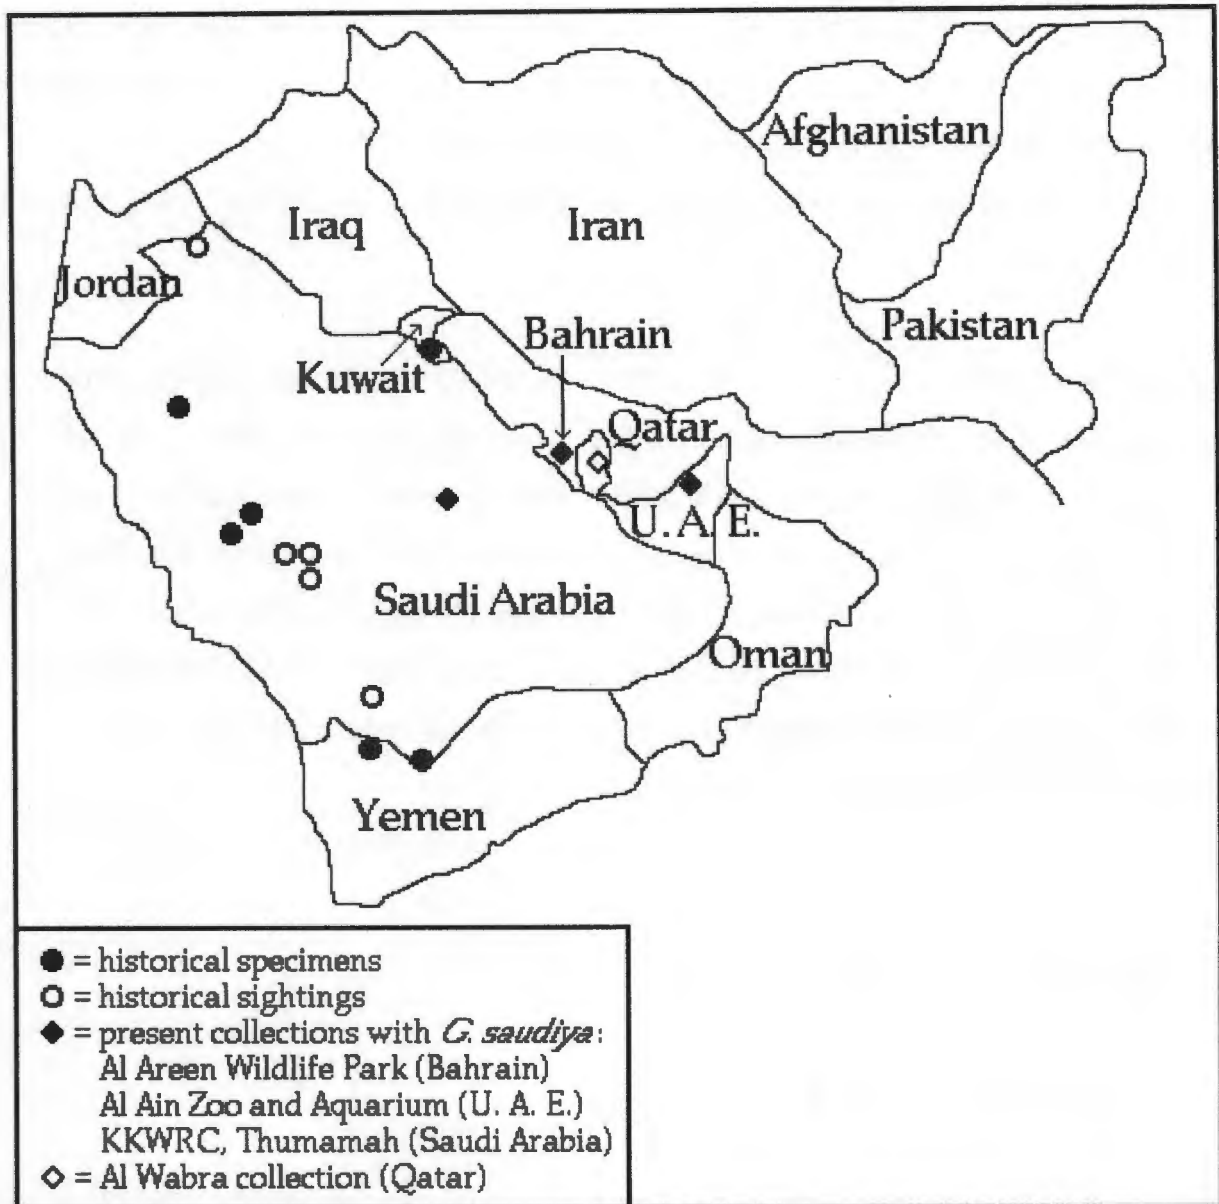 Afghanistan
Iraq
Iran
Jordan
Pakistan
Bahrain
Kuwait
Qatar
U. A. E.
Saudi Arabia
Oman
Yemen
● = historical specimens
○ = historical sightings
◆ = present collections with G. saudiya:
Al Areen Wildlife Park (Bahrain)
Al Ain Zoo and Aquarium (U. A. E.)
KKWRC, Thumamah (Saudi Arabia)
◇ = Al Wabra collection (Qatar)